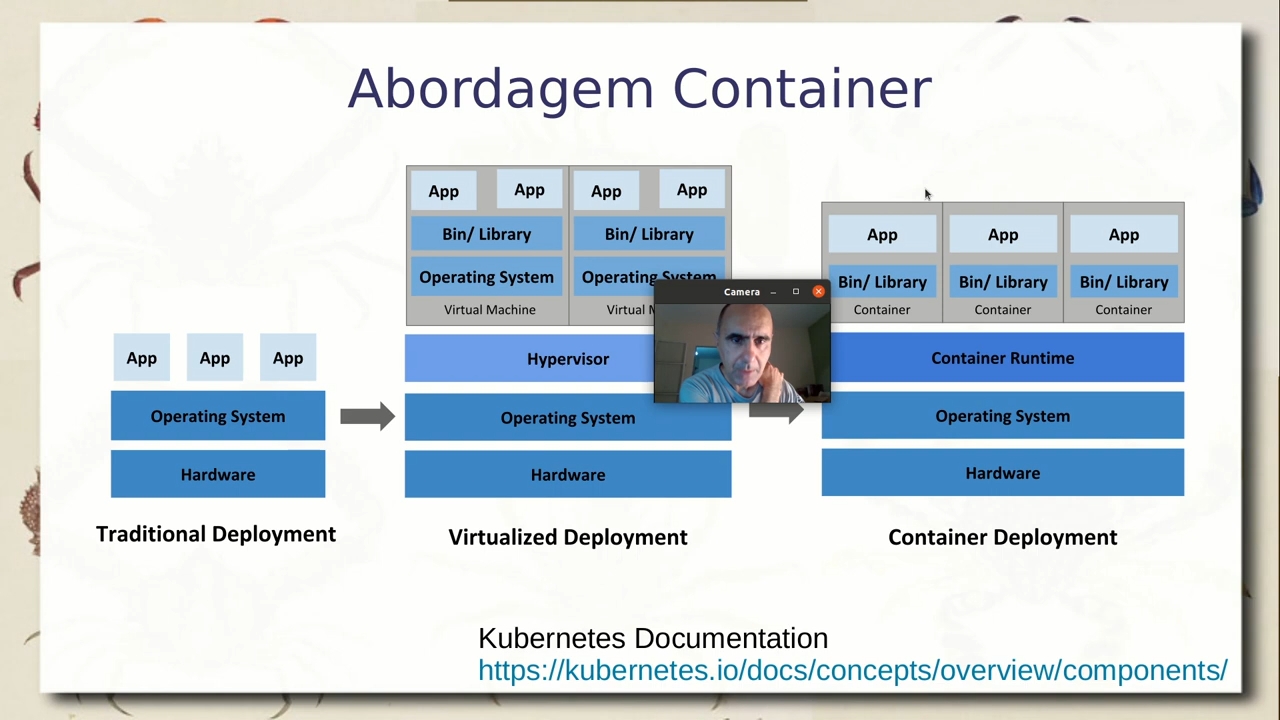 Abordagem Container
App App App
Operating System
Hardware
Traditional Deployment
App App App App
Bin/ Library Bin/ Library
Operating System Operating System
Virtual Machine Virtual
Hypervisor
Operating System
Hardware
Virtualized Deployment
Camera
App App App
Bin/ Library Bin/ Library Bin/ Library
Container Container Container
Container Runtime
Operating System
Hardware
Container Deployment
Kubernetes Documentation
https://kubernetes.io/docs/concepts/overview/components/